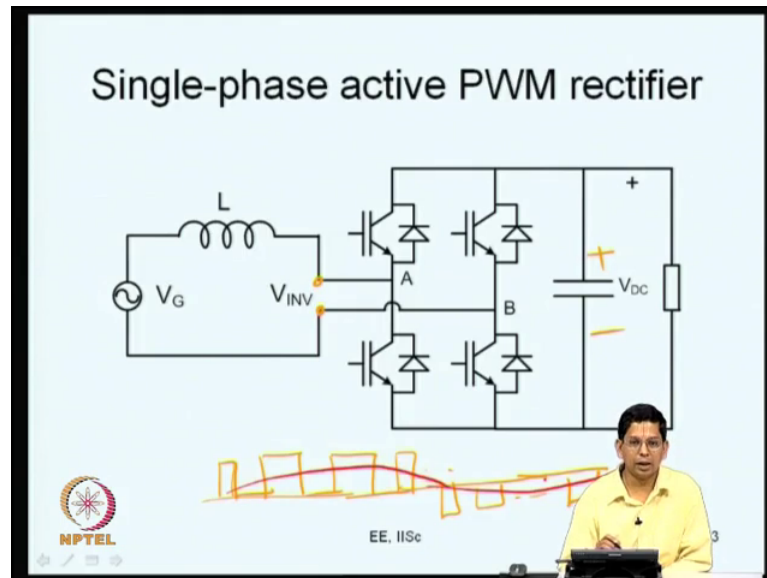 Single-phase active PWM rectifier
L
+
+
A
V_G
V_INV
V_DC
B
−
NPTEL
EE, IISc
3